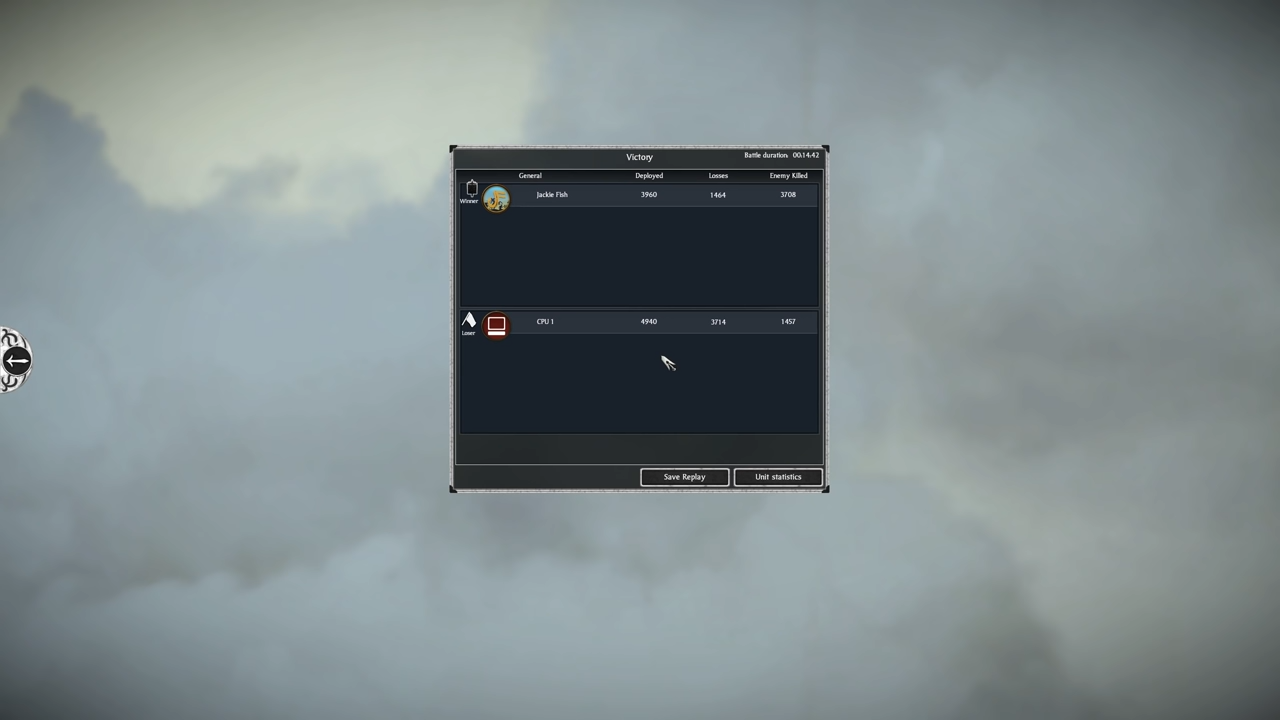 Victory
Battle duration: 00:14:42
General Deployed Losses Enemy Killed
Winner
Jackie Fish 3960 1464 3708
Loser
CPU 1 4940 3714 1457
Save Replay Unit statistics